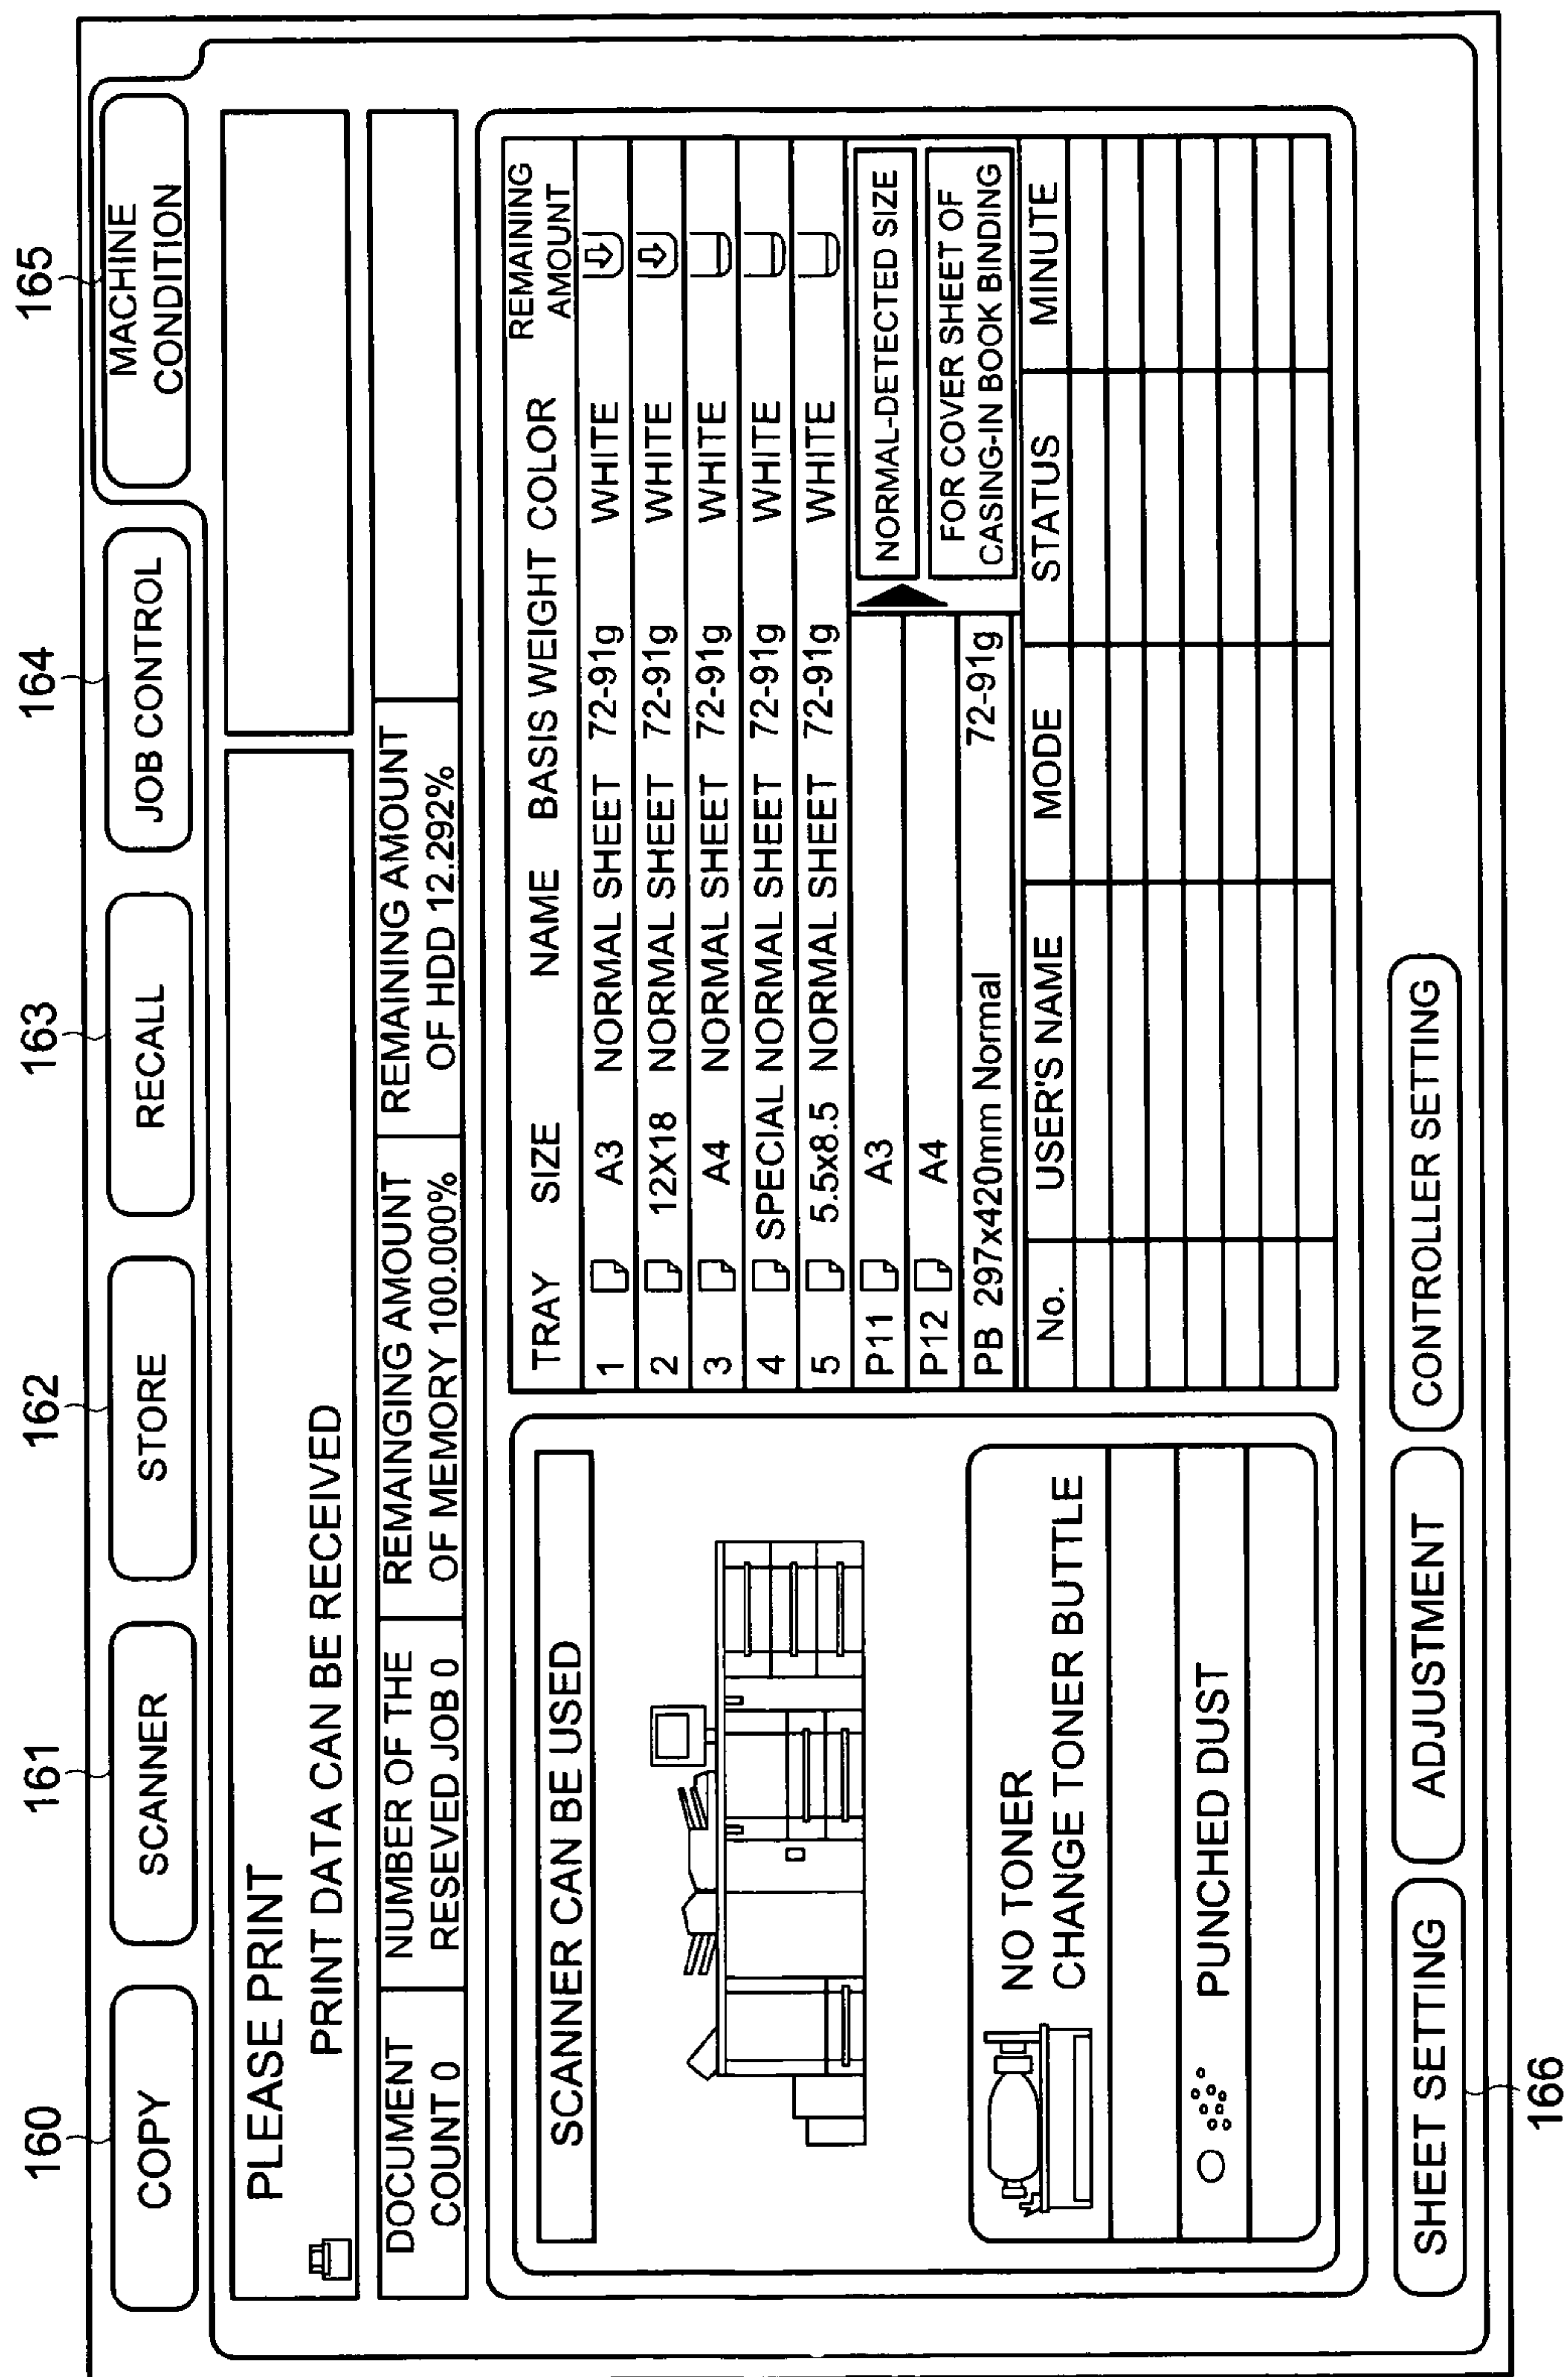 160
161
162
163
164
165
COPY
SCANNER
STORE
RECALL
JOB CONTROL
MACHINE
CONDITION
PLEASE PRINT
PRINT DATA CAN BE RECEIVED
DOCUMENT
COUNT 0
NUMBER OF THE
RESEVED JOB 0
REMAINGING AMOUNT
OF MEMORY 100.000%
REMAINING AMOUNT
OF HDD 12.292%
SCANNER CAN BE USED
NO TONER
CHANGE TONER BUTTLE
PUNCHED DUST
TRAY SIZE NAME BASIS WEIGHT COLOR REMAINING
AMOUNT
1 A3 NORMAL SHEET 72-91g WHITE
2 12X18 NORMAL SHEET 72-91g WHITE
3 A4 NORMAL SHEET 72-91g WHITE
4 SPECIAL NORMAL SHEET 72-91g WHITE
5 5.5x8.5 NORMAL SHEET 72-91g WHITE
P11 A3
P12 A4
PB 297x420mm Normal 72-91g
NORMAL-DETECTED SIZE
FOR COVER SHEET OF
CASING-IN BOOK BINDING
No. USER'S NAME MODE STATUS MINUTE
SHEET SETTING
ADJUSTMENT
CONTROLLER SETTING
166